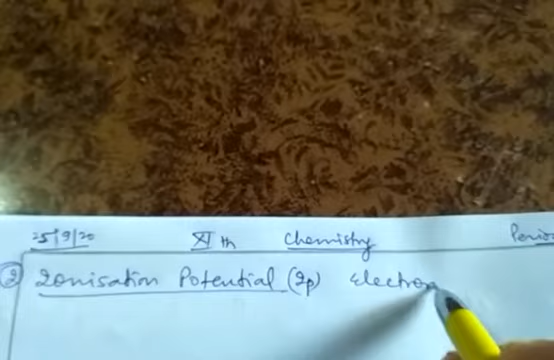 25/9/20 XI th Chemistry
② Ionisation Potential (Ip) Electron